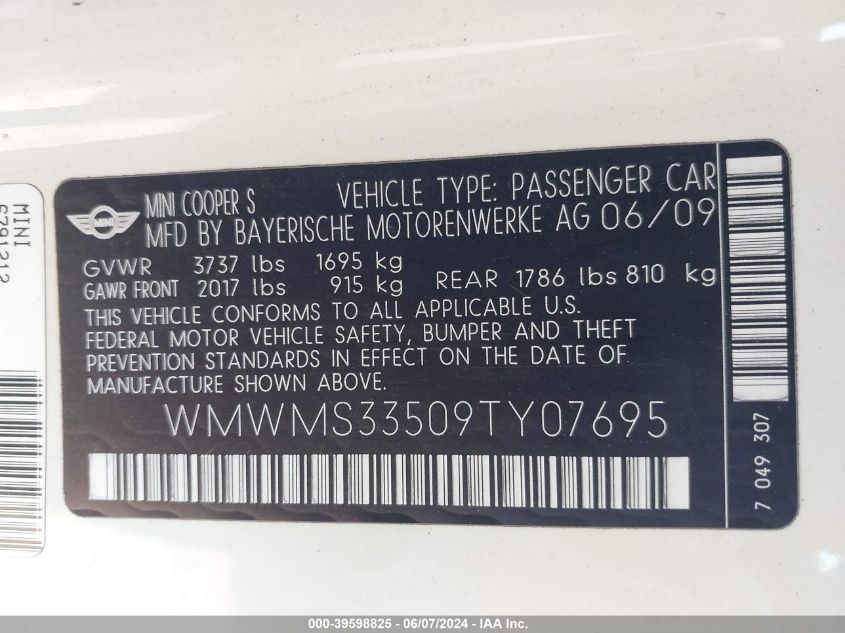 MINI COOPER S VEHICLE TYPE: PASSENGER CAR
MINI
MFD BY BAYERISCHE MOTORENWERKE AG 06/09
GVWR 3737 lbs 1695 kg
GAWR FRONT 2017 lbs 915 kg REAR 1786 lbs 810 kg
THIS VEHICLE CONFORMS TO ALL APPLICABLE U.S.
FEDERAL MOTOR VEHICLE SAFETY, BUMPER AND THEFT
PREVENTION STANDARDS IN EFFECT ON THE DATE OF
MANUFACTURE SHOWN ABOVE.
WMWMS33509TY07695
7 049 307
MINI
000-39598825 - 06/07/2024 - IAA Inc.